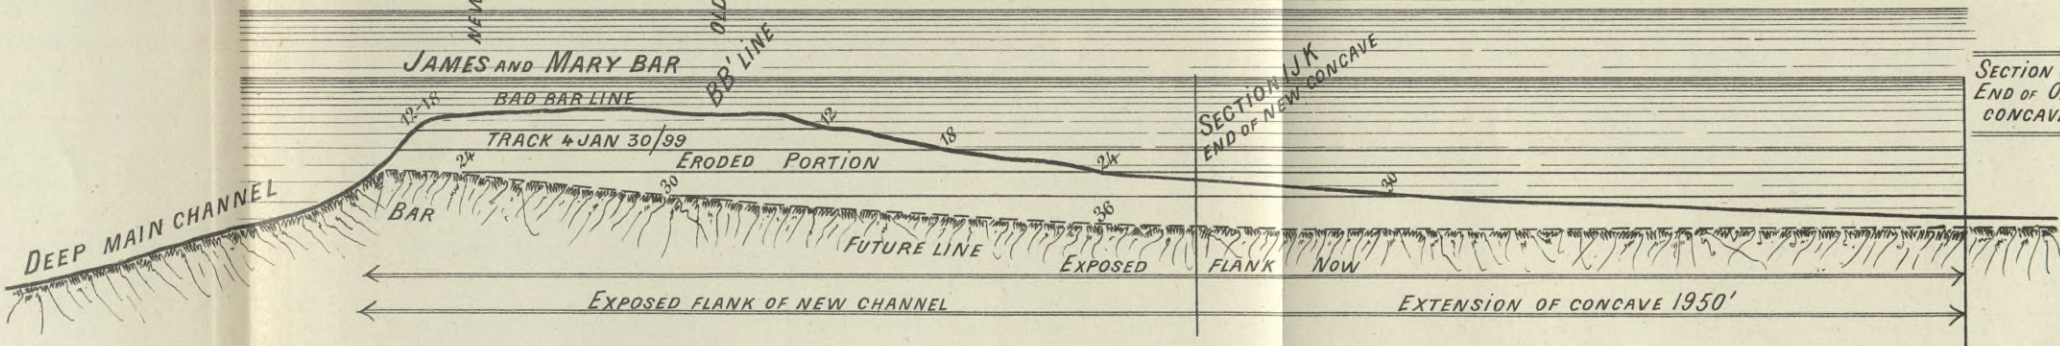 NEW
OLD
JAMES AND MARY BAR
BB' LINE
SECTION IJK
END OF NEW CONCAVE
SECTION
END OF
CONCAVE
12-18
BAD BAR LINE
12
TRACK 4 JAN 30/99
18
24
ERODED PORTION
24
30
30
DEEP MAIN CHANNEL
BAR
36
FUTURE LINE
EXPOSED FLANK NOW
EXPOSED FLANK OF NEW CHANNEL
EXTENSION OF CONCAVE 1950'